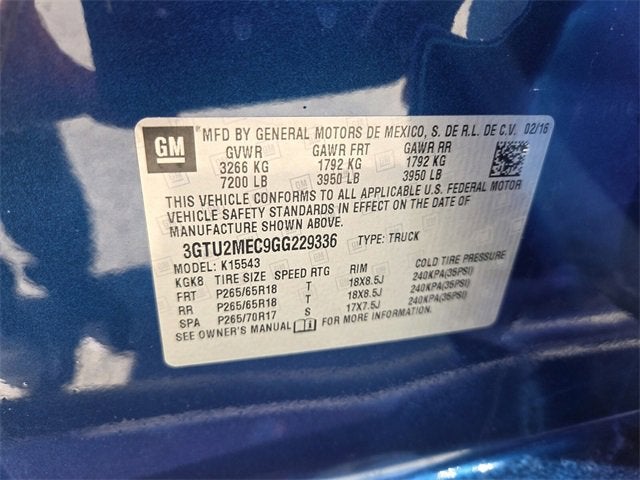 GM MFD BY GENERAL MOTORS DE MEXICO, S. DE R.L. DE C.V. 02/16
GVWR GAWR FRT GAWR RR
3266 KG 1792 KG 1792 KG
7200 LB 3950 LB 3950 LB
THIS VEHICLE CONFORMS TO ALL APPLICABLE U.S. FEDERAL MOTOR
VEHICLE SAFETY STANDARDS IN EFFECT ON THE DATE OF
MANUFACTURE SHOWN ABOVE.
3GTU2MEC9GG229336 TYPE: TRUCK
MODEL: K15543
KGK8 TIRE SIZE SPEED RTG RIM COLD TIRE PRESSURE
FRT P265/65R18 T 18X8.5J 240KPA(35PSI)
RR P265/65R18 T 18X8.5J 240KPA(35PSI)
SPA P265/70R17 S 17X7.5J 240KPA(35PSI)
SEE OWNER'S MANUAL FOR MORE INFORMATION.